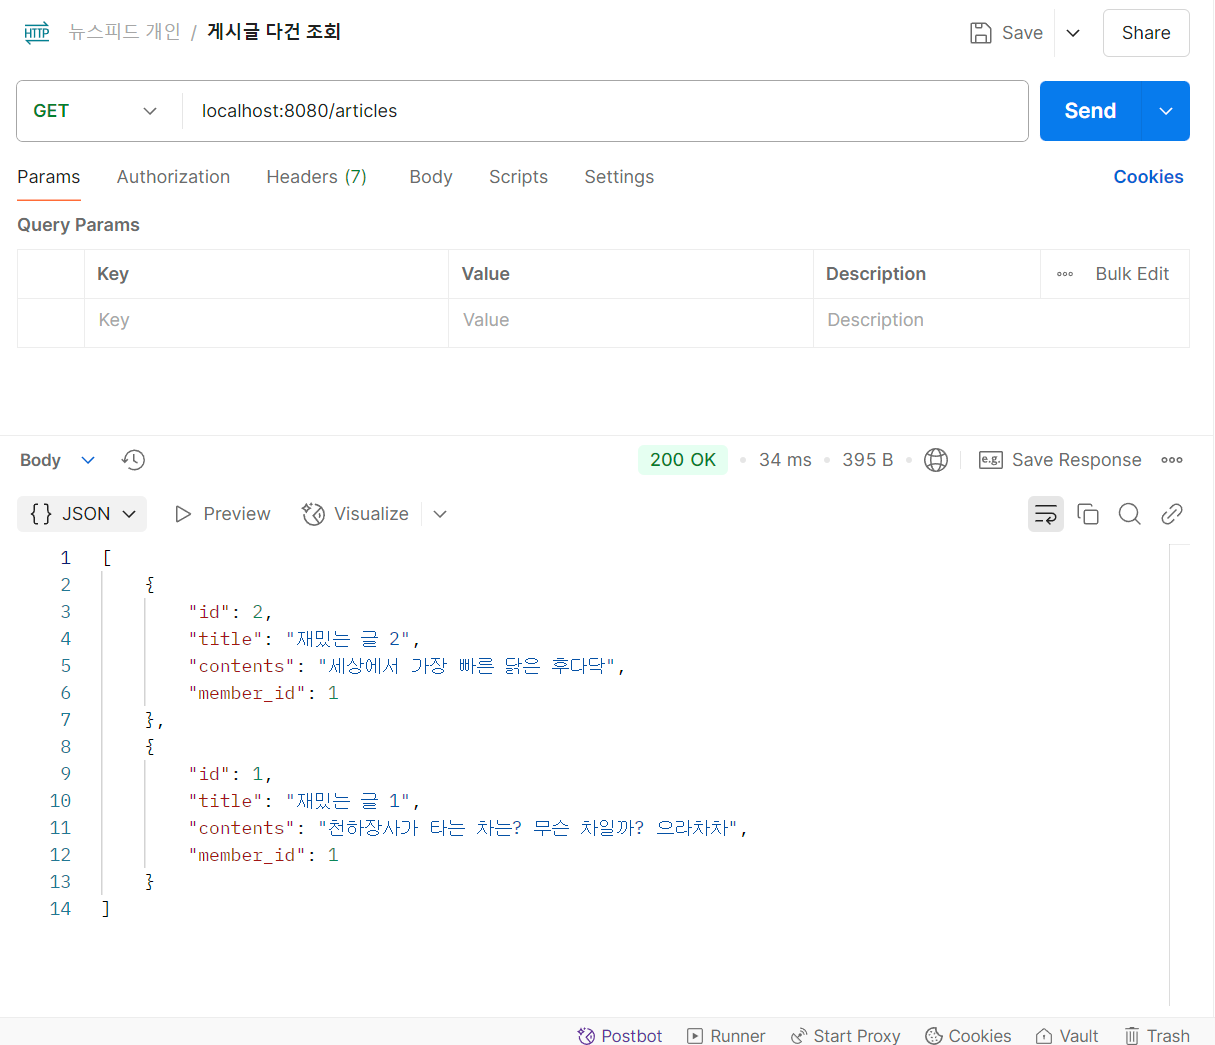 HTTP 뉴스피드 개인 / 게시글 다건 조회 Save Share
GET localhost:8080/articles Send
Params Authorization Headers (7) Body Scripts Settings Cookies
Query Params
Key Value Description Bulk Edit
Key Value Description
Body 200 OK 34 ms 395 B e.g. Save Response
{} JSON Preview Visualize
1 [
2 {
3 "id": 2,
4 "title": "재밌는 글 2",
5 "contents": "세상에서 가장 빠른 닭은 후다닥",
6 "member_id": 1
7 },
8 {
9 "id": 1,
10 "title": "재밌는 글 1",
11 "contents": "천하장사가 타는 차는? 무슨 차일까? 으라차차",
12 "member_id": 1
13 }
14 ]
Postbot Runner Start Proxy Cookies Vault Trash